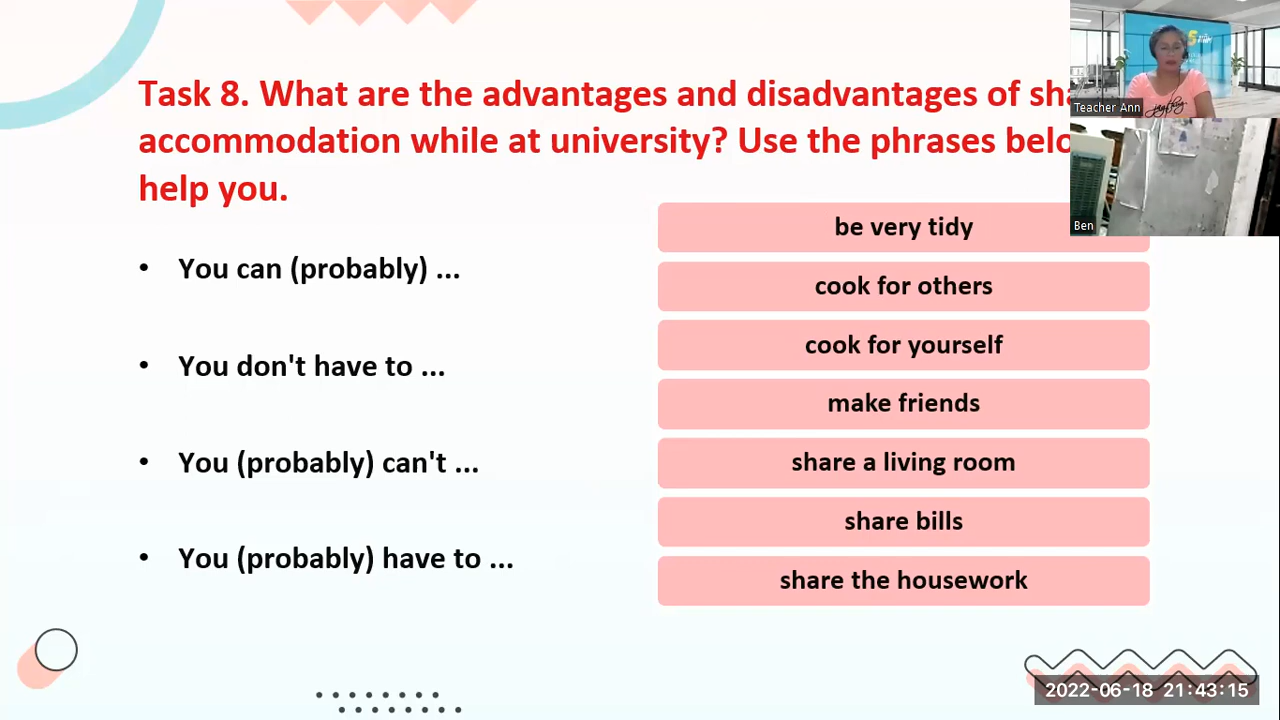 Task 8. What are the advantages and disadvantages of
accommodation while at university? Use the phrases
help you.
• You can (probably) ...
• You don't have to ...
• You (probably) can't ...
• You (probably) have to ...
be very tidy
cook for others
cook for yourself
make friends
share a living room
share bills
share the housework
Teacher Ann
Ben
2022-06-18 21:43:15